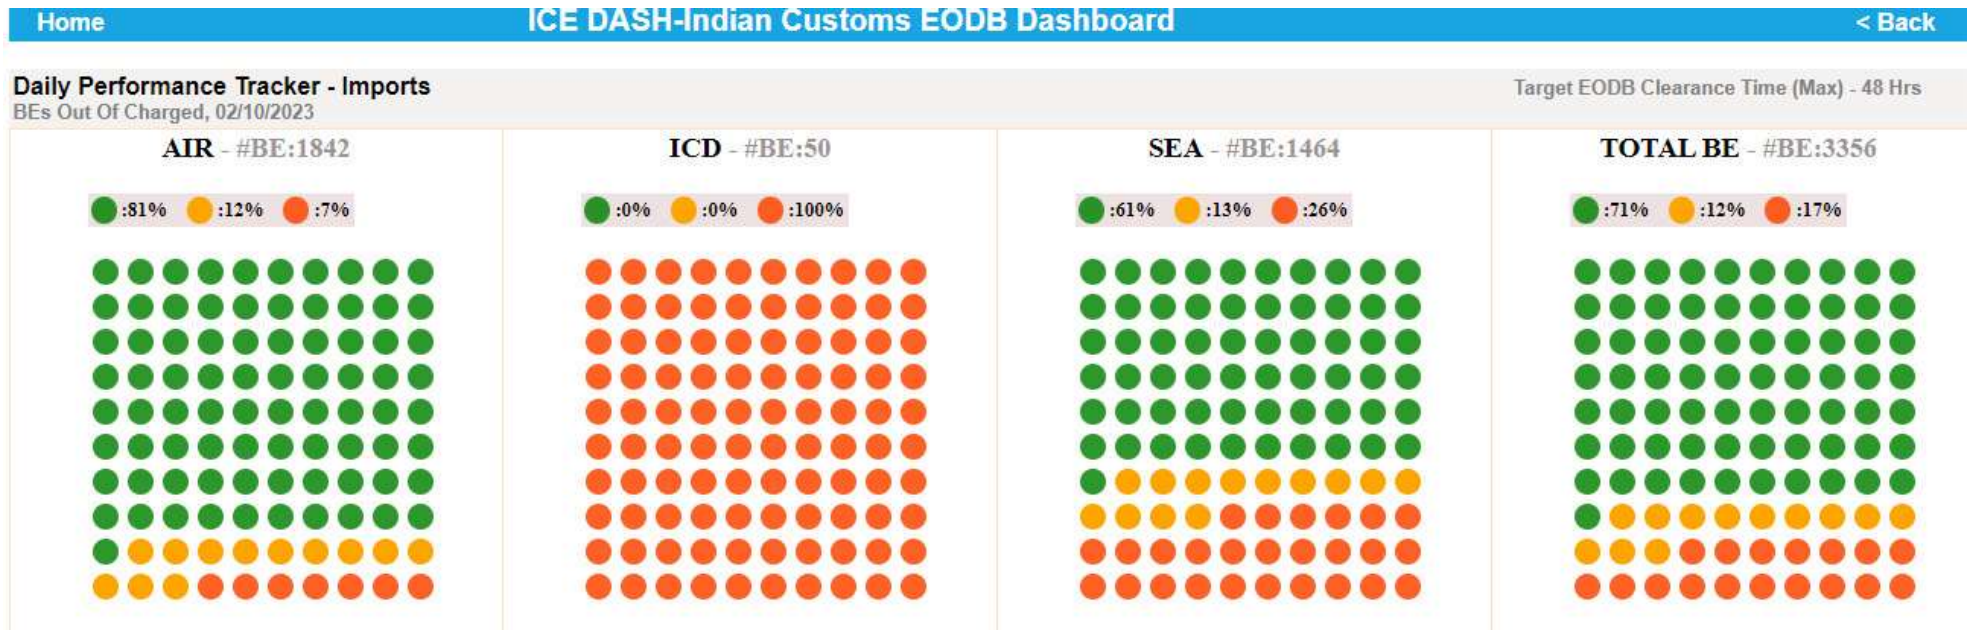 Home ICE DASH-Indian Customs EODB Dashboard < Back
Daily Performance Tracker - Imports Target EODB Clearance Time (Max) - 48 Hrs
BEs Out Of Charged, 02/10/2023
AIR - #BE:1842
:81% :12% :7%
ICD - #BE:50
:0% :0% :100%
SEA - #BE:1464
:61% :13% :26%
TOTAL BE - #BE:3356
:71% :12% :17%